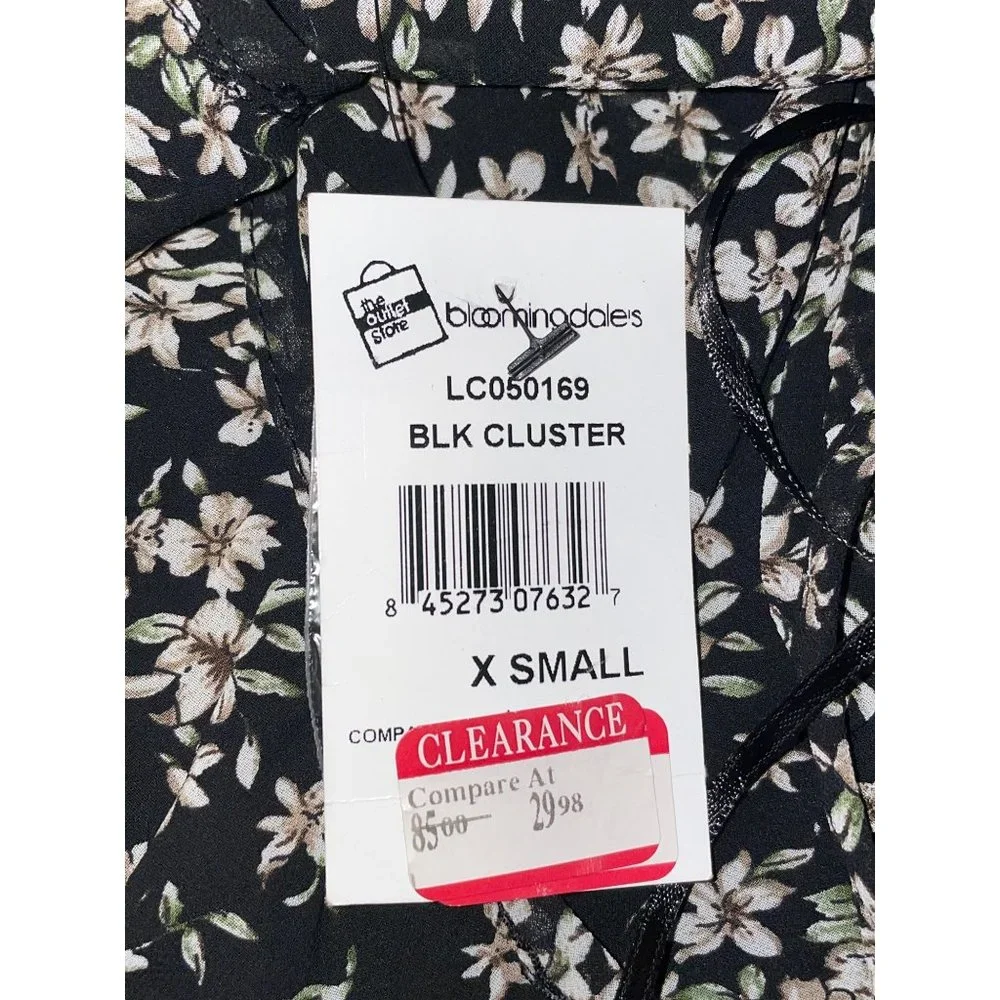 the
outlet
store
bloomingdale's
LC050169
BLK CLUSTER
8 45273 07632 7
X SMALL
CLEARANCE
Compare At
85.00 29.98